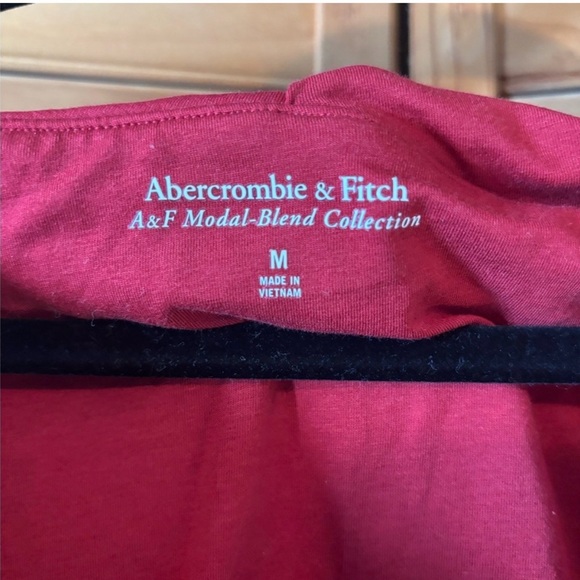 Abercrombie & Fitch
A&F Modal-Blend Collection
M
MADE IN
VIETNAM